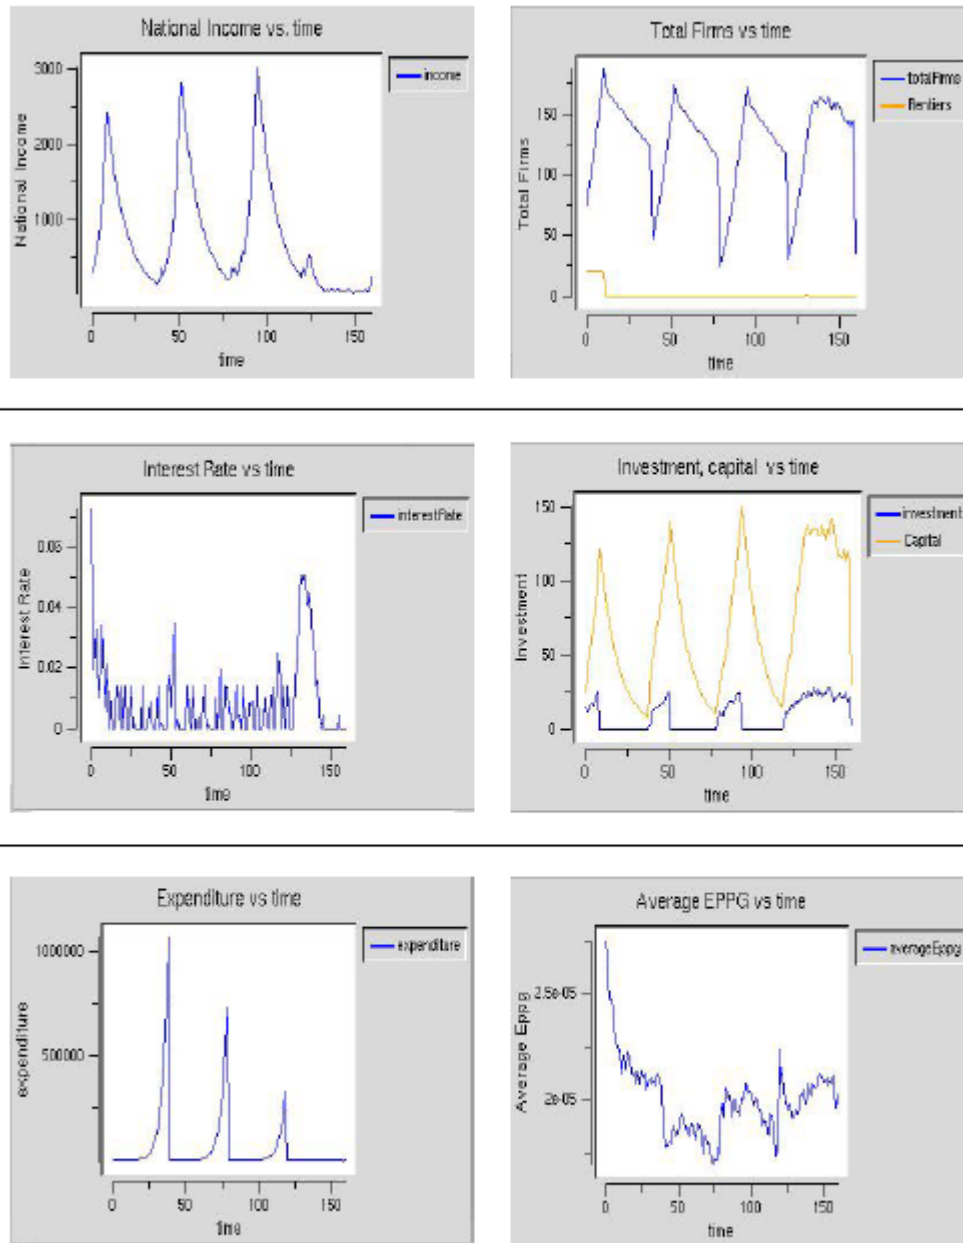 National Income vs. time
income
3000
2000
1000
National Income
0 50 100 150
time
Total Firms vs time
totalFirms
Rentiers
150
100
50
0
Total Firms
0 50 100 150
time
Interest Rate vs time
interestRate
0.06
0.04
0.02
0
Interest Rate
0 50 100 150
time
Investment, capital vs time
investment
Capital
150
100
50
0
Investment
0 50 100 150
time
Expenditure vs time
expenditure
1000000
500000
expenditure
0 50 100 150
time
Average EPPG vs time
averageEppg
2.5e-05
2e-05
Average Eppg
0 50 100 150
time